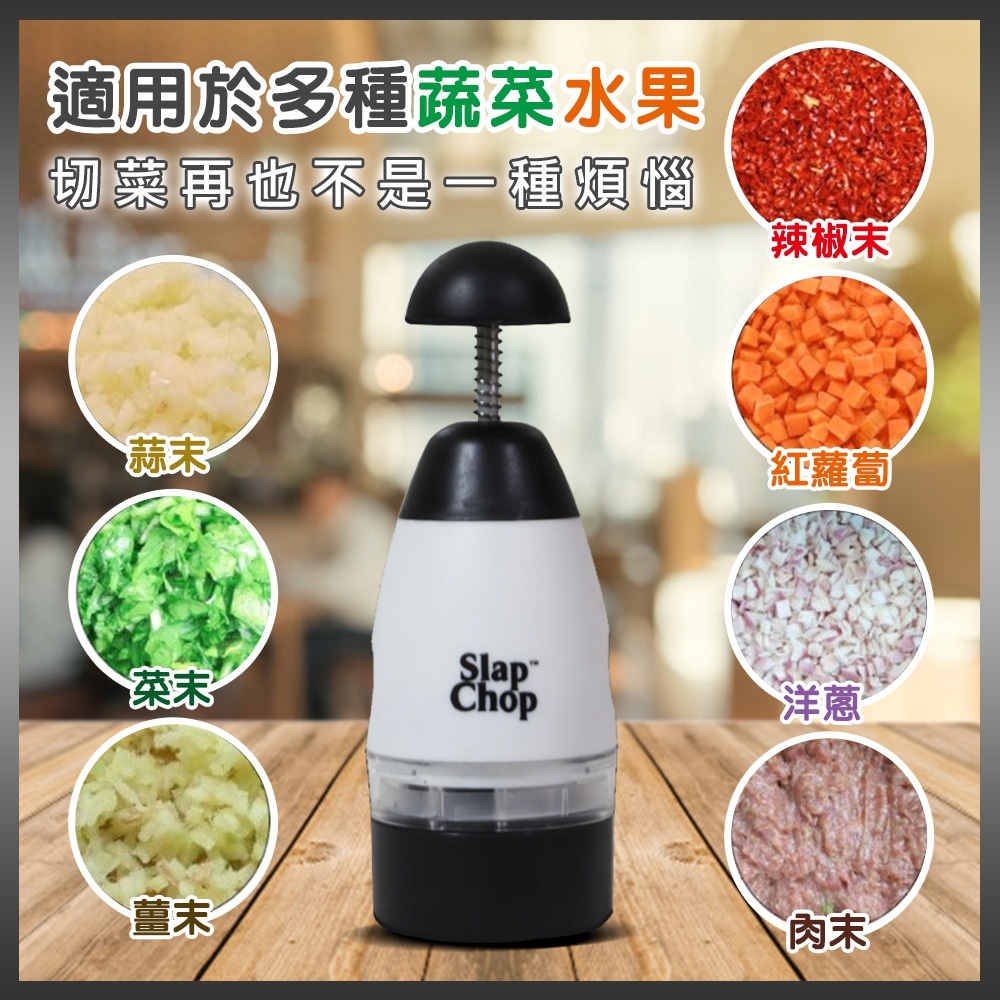 適用於多種蔬菜水果
切菜再也不是一種煩惱
辣椒末
蒜末
紅蘿蔔
菜末
洋蔥
薑末
肉末
Slap™
Chop